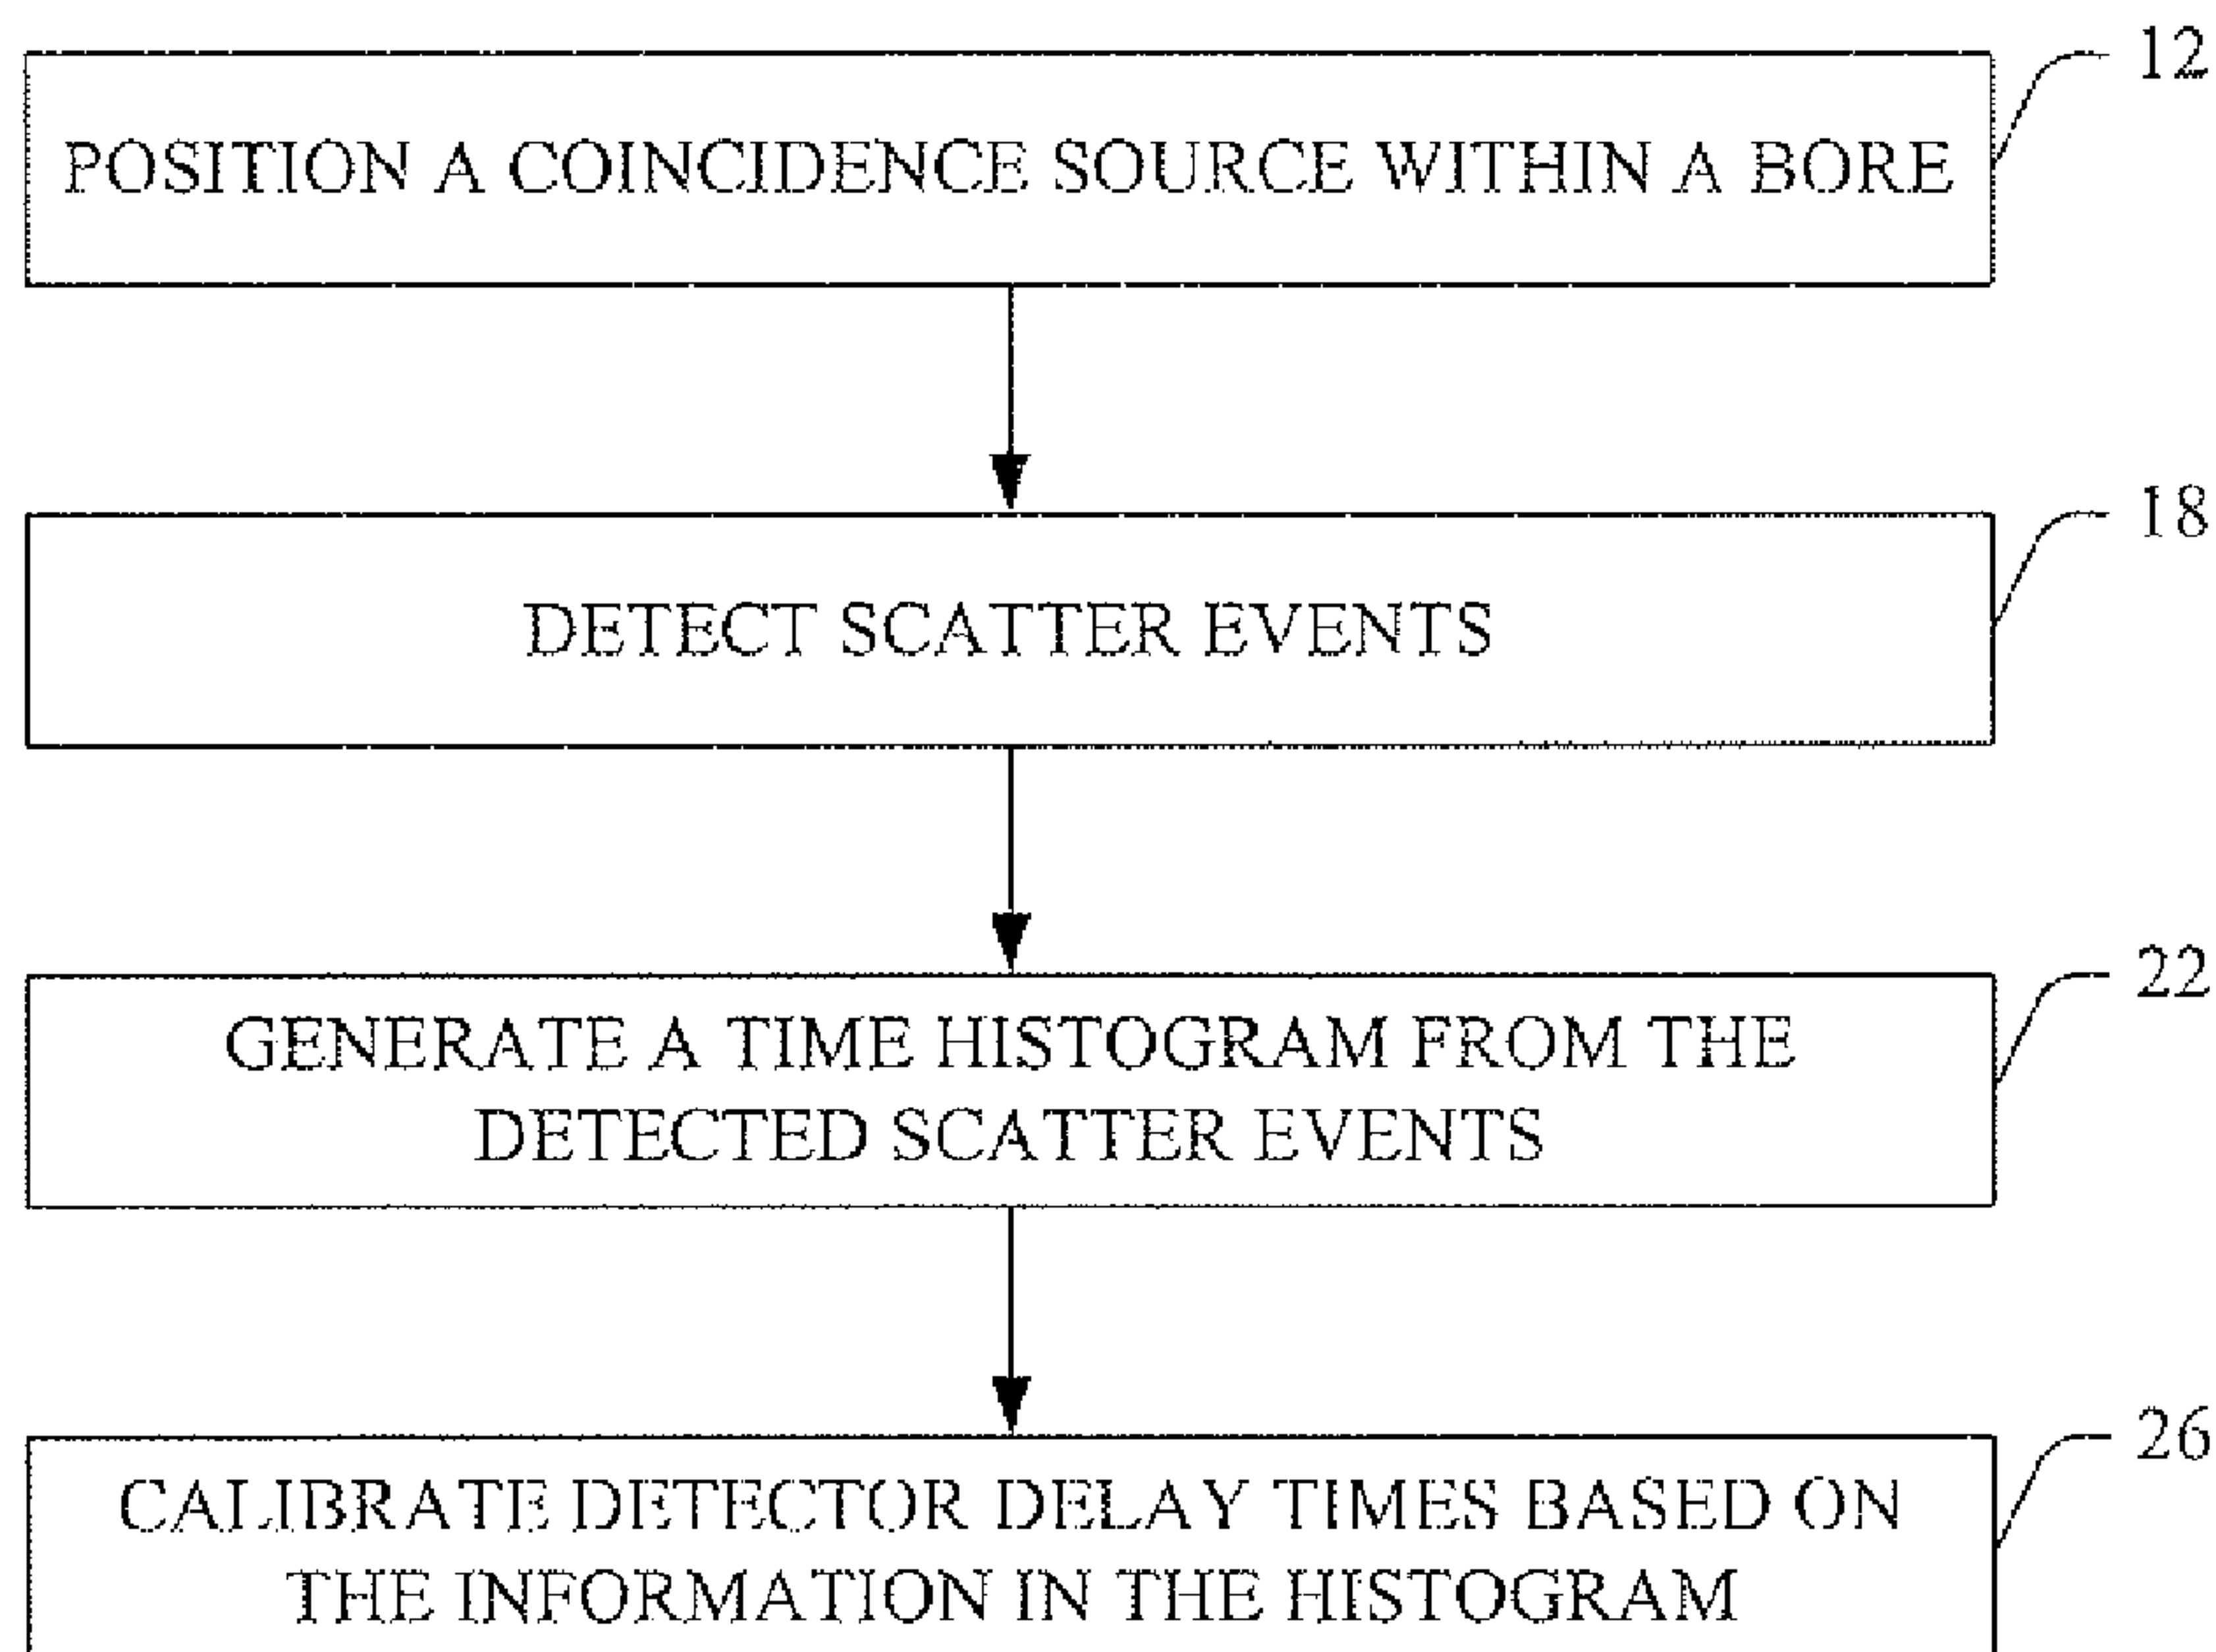 12
POSITION A COINCIDENCE SOURCE WITHIN A BORE
18
DETECT SCATTER EVENTS
22
GENERATE A TIME HISTOGRAM FROM THE
DETECTED SCATTER EVENTS
26
CALIBRATE DETECTOR DELAY TIMES BASED ON
THE INFORMATION IN THE HISTOGRAM